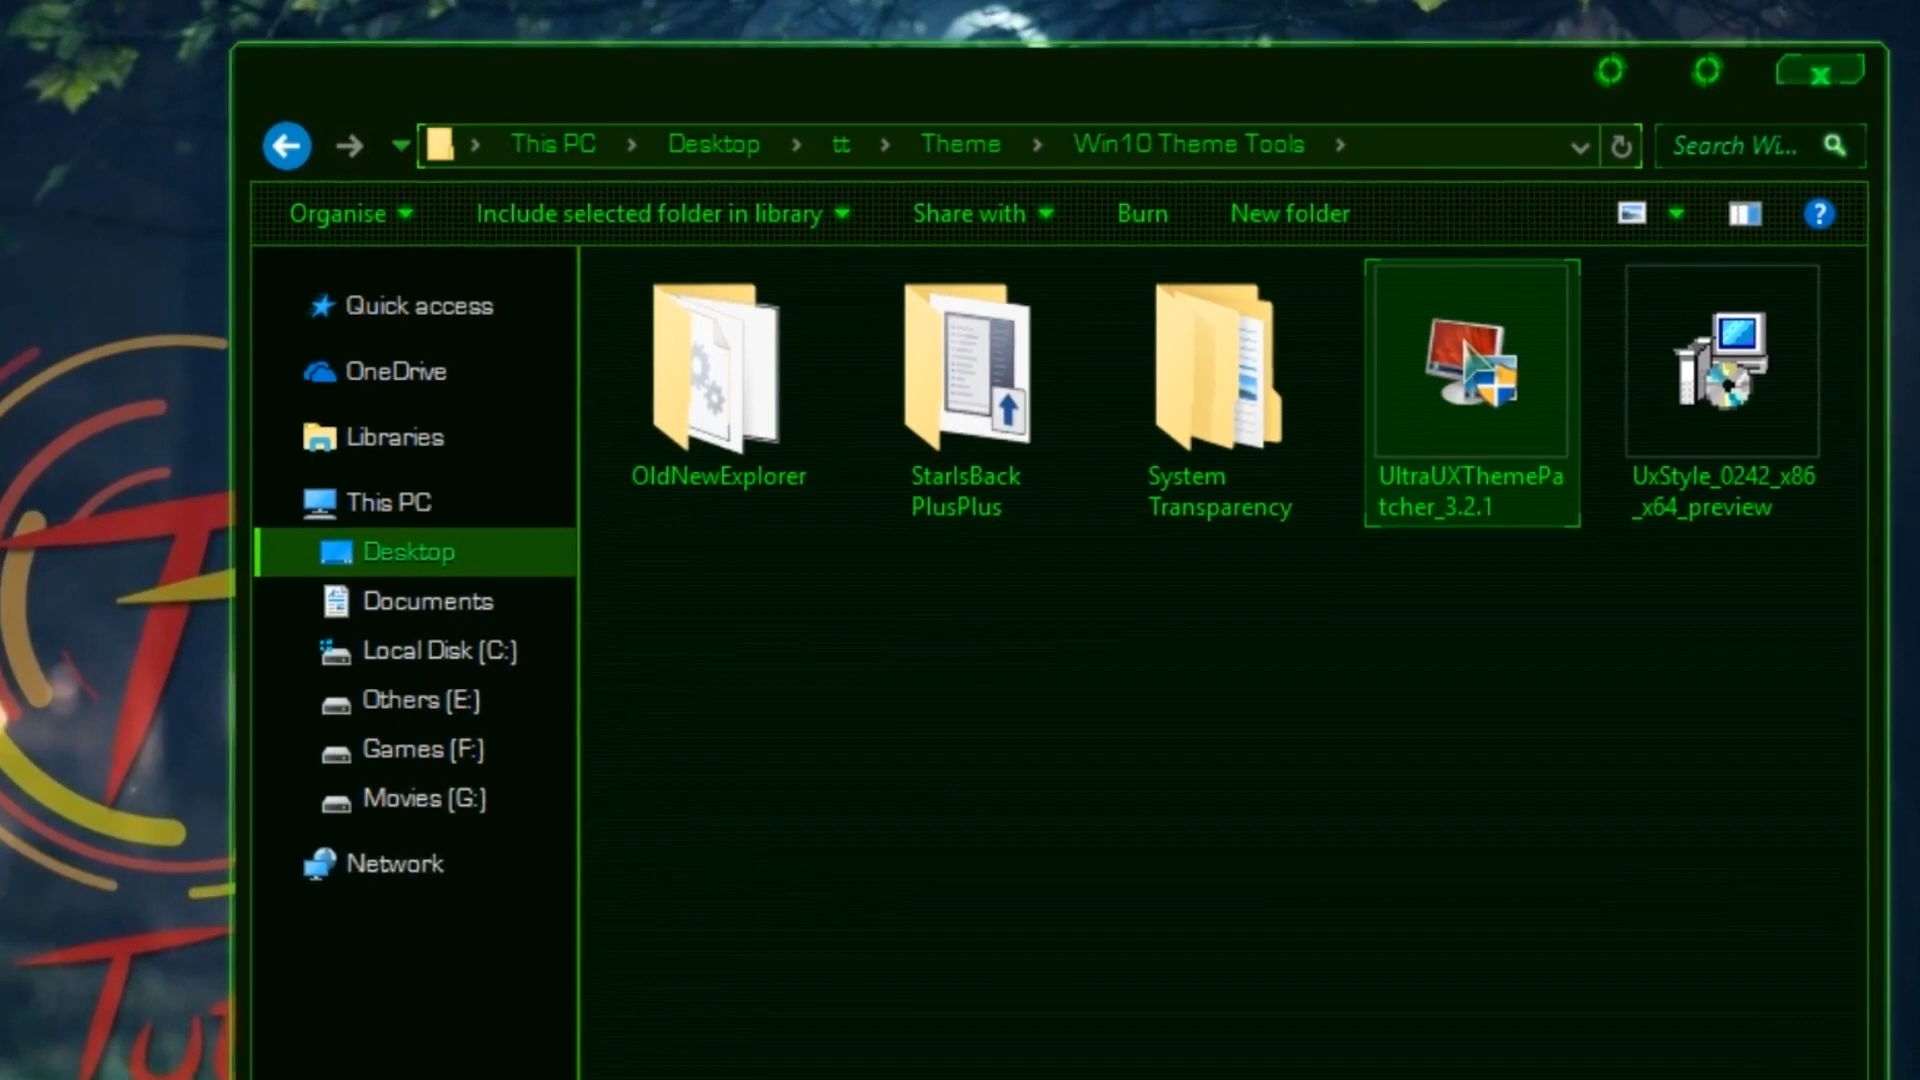 This PC > Desktop > tt > Theme > Win10 Theme Tools >
Search Wi...
Organise
Include selected folder in library
Share with
Burn
New folder
Quick access
OneDrive
Libraries
This PC
Desktop
Documents
Local Disk (C:)
Others (E:)
Games (F:)
Movies (G:)
Network
OldNewExplorer
StarIsBack
PlusPlus
System
Transparency
UltraUXThemePa
tcher_3.2.1
UxStyle_0242_x86
_x64_preview